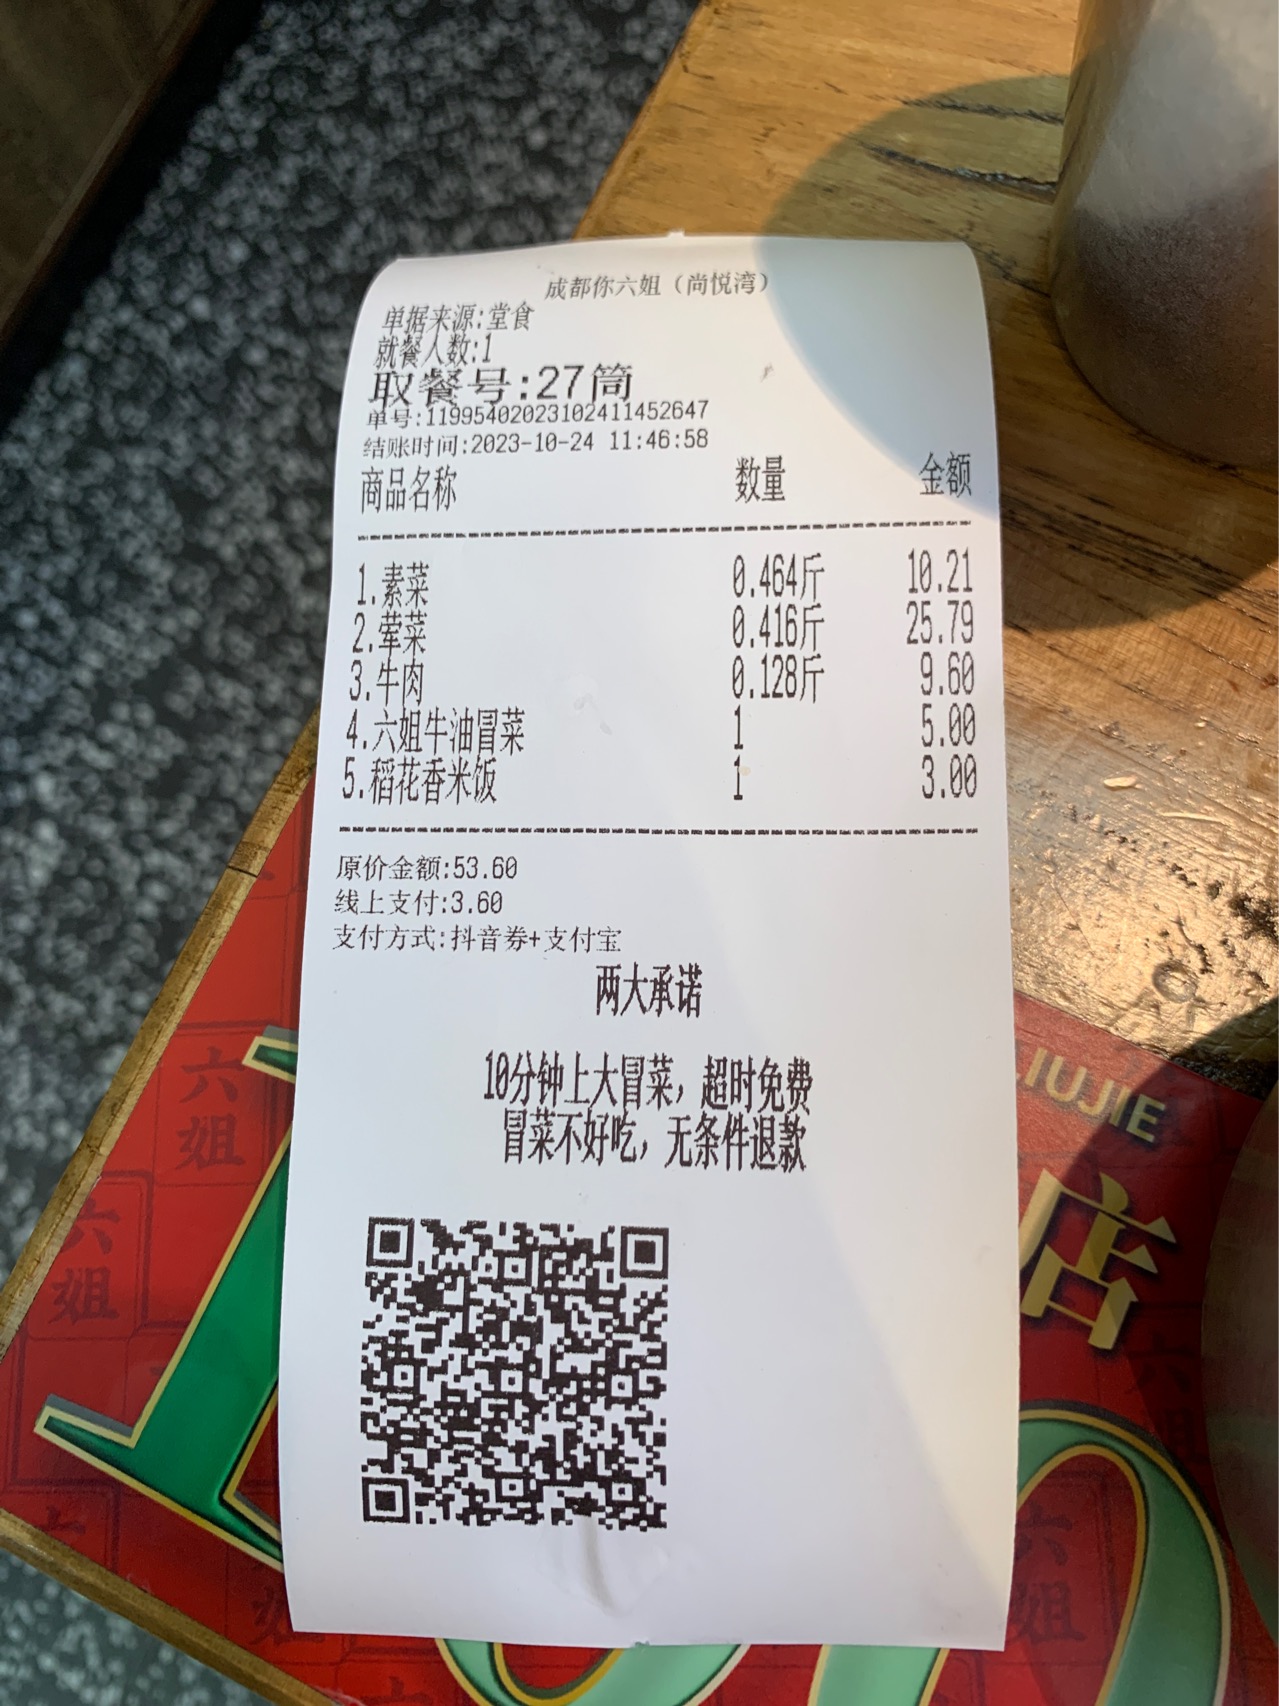 成都你六姐（尚悦湾）
单据来源:堂食
就餐人数:1
取餐号:27筒
单号:11995402023102411452647
结账时间:2023-10-24 11:46:58
商品名称 数量 金额
1.素菜 0.464斤 10.21
2.荤菜 0.416斤 25.79
3.牛肉 0.128斤 9.60
4.六姐牛油冒菜 1 5.00
5.稻花香米饭 1 3.00
原价金额:53.60
线上支付:3.60
支付方式:抖音券+支付宝
两大承诺
10分钟上大冒菜，超时免费
冒菜不好吃，无条件退款
LIUJIE
店
六姐
六姐
六姐